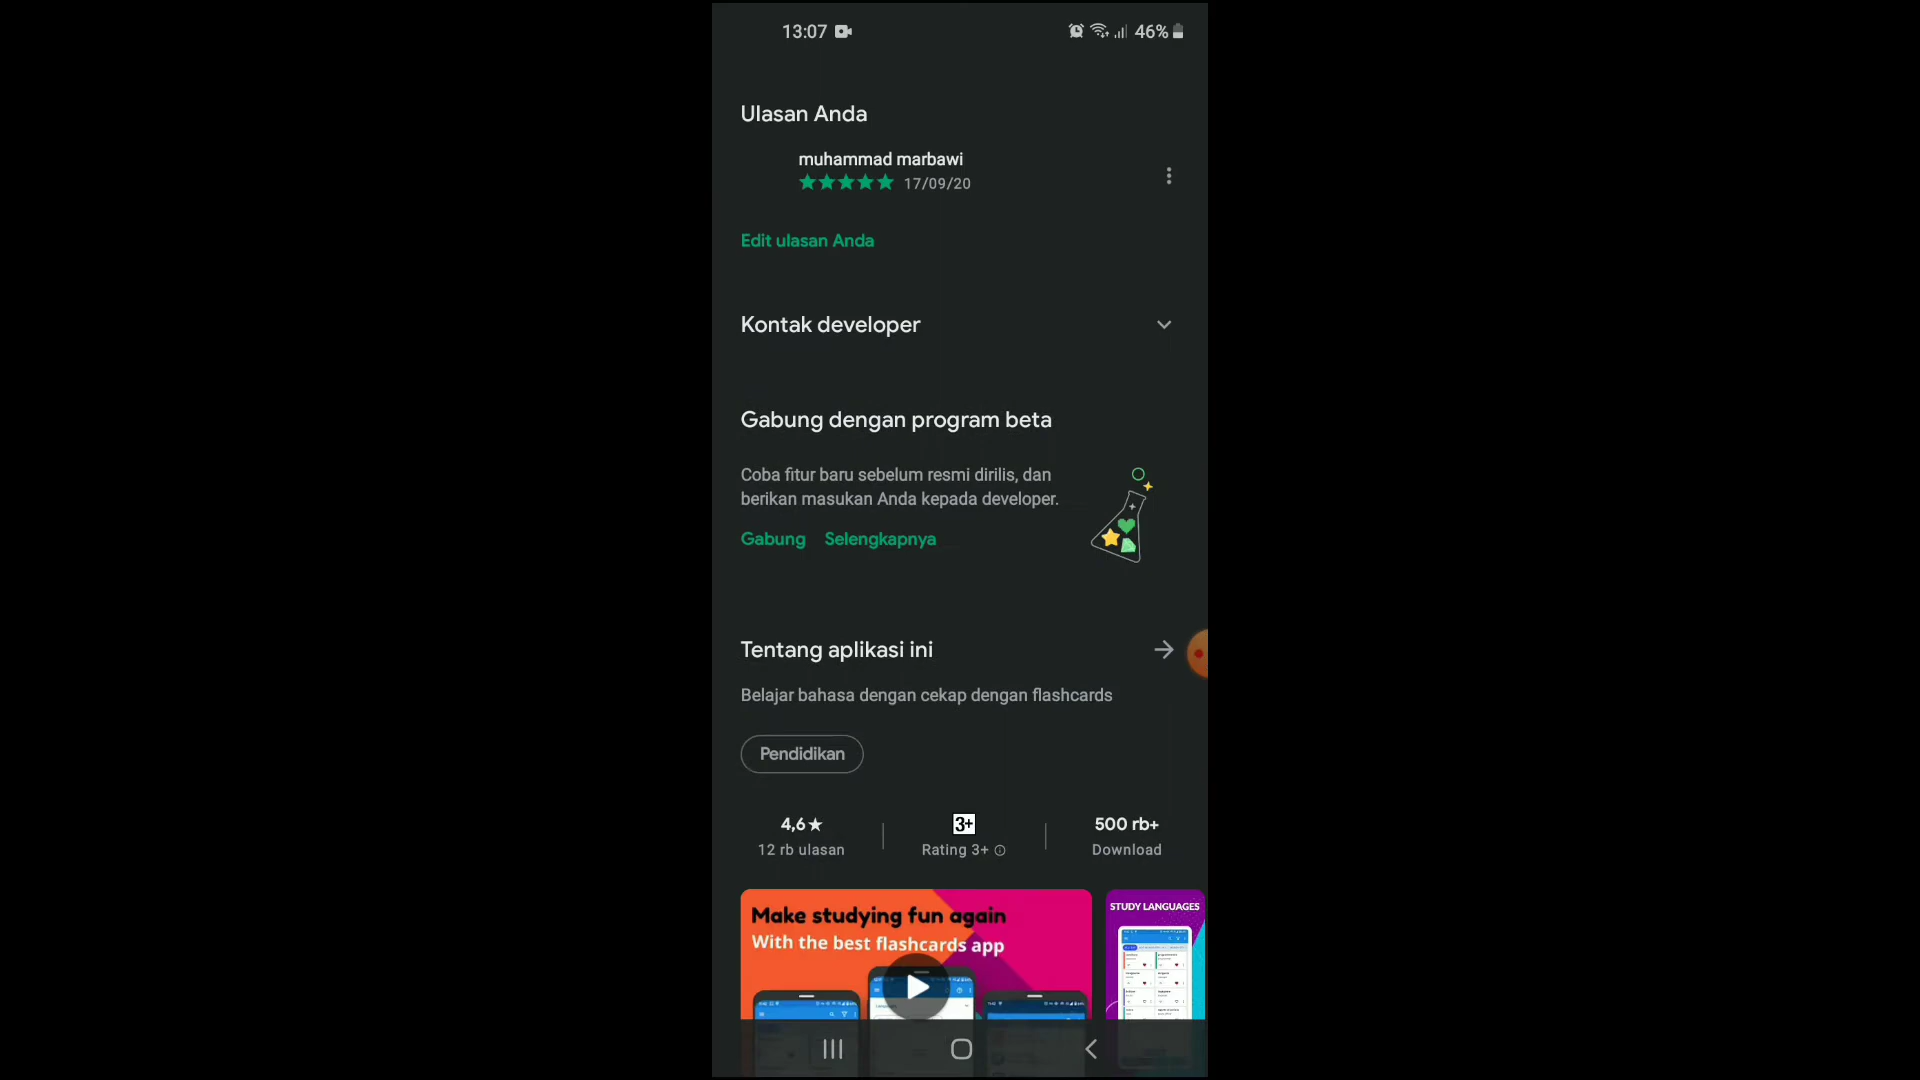 13:07
46%
Ulasan Anda
muhammad marbawi
17/09/20
Edit ulasan Anda
Kontak developer
Gabung dengan program beta
Coba fitur baru sebelum resmi dirilis, dan
berikan masukan Anda kepada developer.
Gabung Selengkapnya
Tentang aplikasi ini
Belajar bahasa dengan cekap dengan flashcards
Pendidikan
4,6★
12 rb ulasan
3+
Rating 3+
500 rb+
Download
Make studying fun again
With the best flashcards app
STUDY LANGUAGES